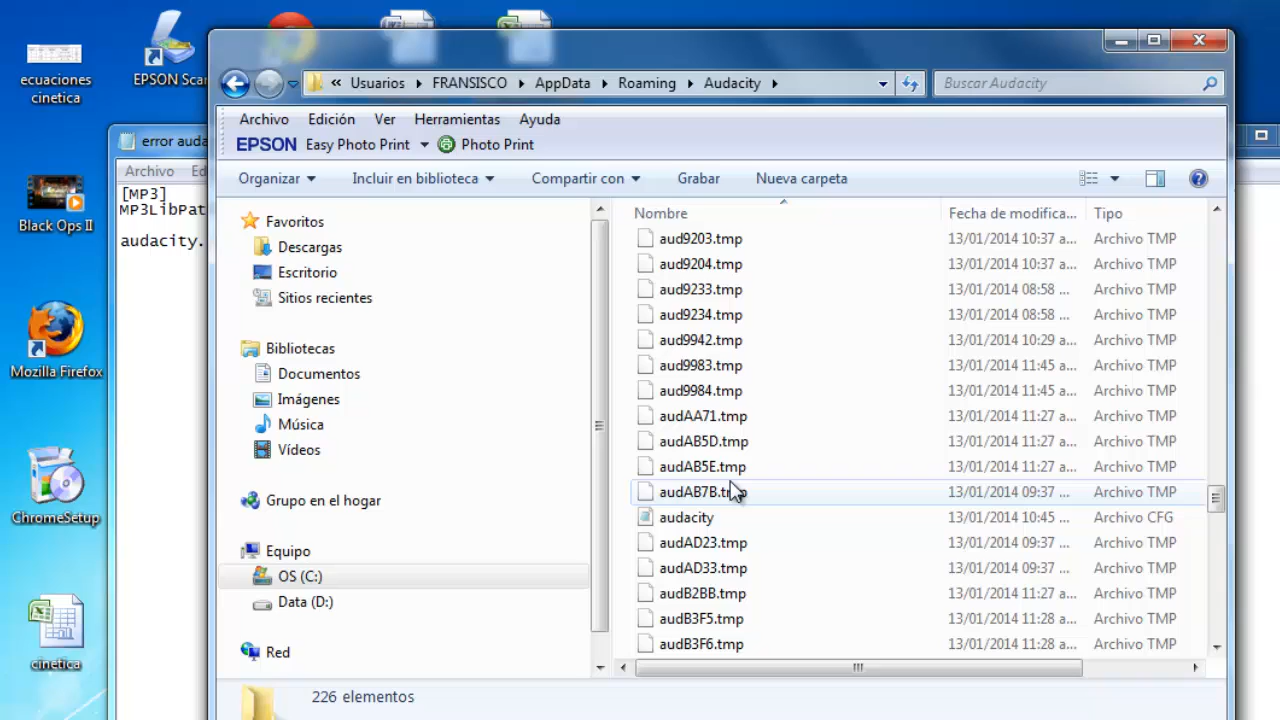 ecuaciones
cinetica
EPSON Scan
Black Ops II
Mozilla Firefox
ChromeSetup
cinetica
error auda
Archivo Ed
[MP3]
MP3LibPat
audacity.
« Usuarios FRANSISCO AppData Roaming Audacity
Buscar Audacity
Archivo Edición Ver Herramientas Ayuda
EPSON Easy Photo Print Photo Print
Organizar Incluir en biblioteca Compartir con Grabar Nueva carpeta
Favoritos
Descargas
Escritorio
Sitios recientes
Bibliotecas
Documentos
Imágenes
Música
Vídeos
Grupo en el hogar
Equipo
OS (C:)
Data (D:)
Red
Nombre Fecha de modifica... Tipo
aud9203.tmp 13/01/2014 10:37 a... Archivo TMP
aud9204.tmp 13/01/2014 10:37 a... Archivo TMP
aud9233.tmp 13/01/2014 08:58 ... Archivo TMP
aud9234.tmp 13/01/2014 08:58 ... Archivo TMP
aud9942.tmp 13/01/2014 10:29 a... Archivo TMP
aud9983.tmp 13/01/2014 11:45 a... Archivo TMP
aud9984.tmp 13/01/2014 11:45 a... Archivo TMP
audAA71.tmp 13/01/2014 11:27 a... Archivo TMP
audAB5D.tmp 13/01/2014 11:27 a... Archivo TMP
audAB5E.tmp 13/01/2014 11:27 a... Archivo TMP
audAB7B.tmp 13/01/2014 09:37 ... Archivo TMP
audacity 13/01/2014 10:45 ... Archivo CFG
audAD23.tmp 13/01/2014 09:37 ... Archivo TMP
audAD33.tmp 13/01/2014 09:37 ... Archivo TMP
audB2BB.tmp 13/01/2014 11:27 a... Archivo TMP
audB3F5.tmp 13/01/2014 11:28 a... Archivo TMP
audB3F6.tmp 13/01/2014 11:28 a... Archivo TMP
226 elementos